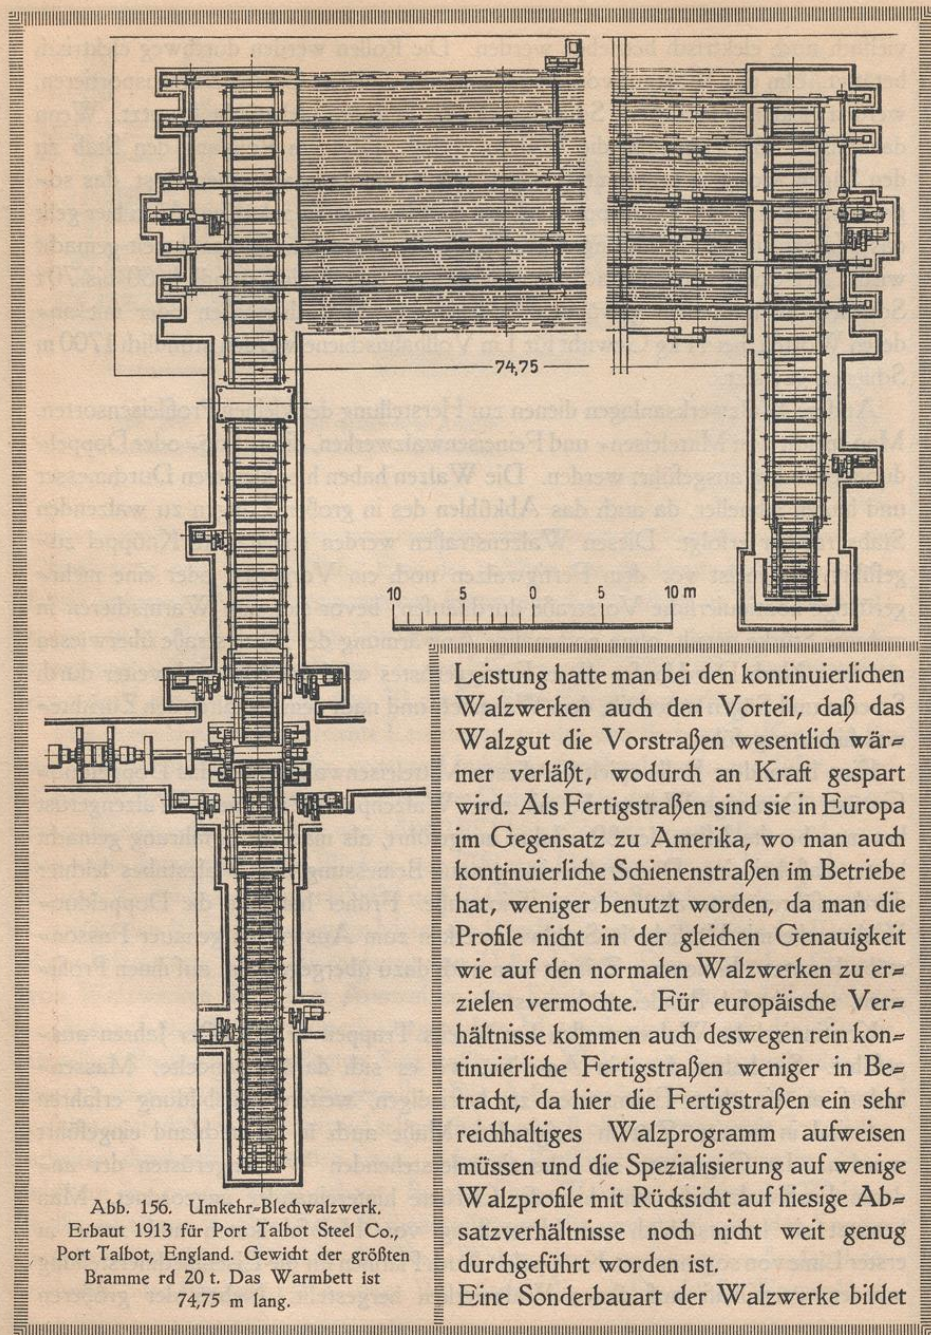 74,75
10 5 0 5 10 m
Leistung hatte man bei den kontinuierlichen
Walzwerken auch den Vorteil, daß das
Walzgut die Vorstraßen wesentlich wär=
mer verläßt, wodurch an Kraft gespart
wird. Als Fertigstraßen sind sie in Europa
im Gegensatz zu Amerika, wo man auch
kontinuierliche Schienenstraßen im Betriebe
hat, weniger benutzt worden, da man die
Profile nicht in der gleichen Genauigkeit
wie auf den normalen Walzwerken zu er=
zielen vermochte. Für europäische Ver=
hältnisse kommen auch deswegen rein kon=
tinuierliche Fertigstraßen weniger in Be=
tracht, da hier die Fertigstraßen ein sehr
reichhaltiges Walzprogramm aufweisen
müssen und die Spezialisierung auf wenige
Walzprofile mit Rücksicht auf hiesige Ab=
satzverhältnisse noch nicht weit genug
durchgeführt worden ist.
Eine Sonderbauart der Walzwerke bildet
Abb. 156. Umkehr=Blechwalzwerk.
Erbaut 1913 für Port Talbot Steel Co.,
Port Talbot, England. Gewicht der größten
Bramme rd 20 t. Das Warmbett ist
74,75 m lang.